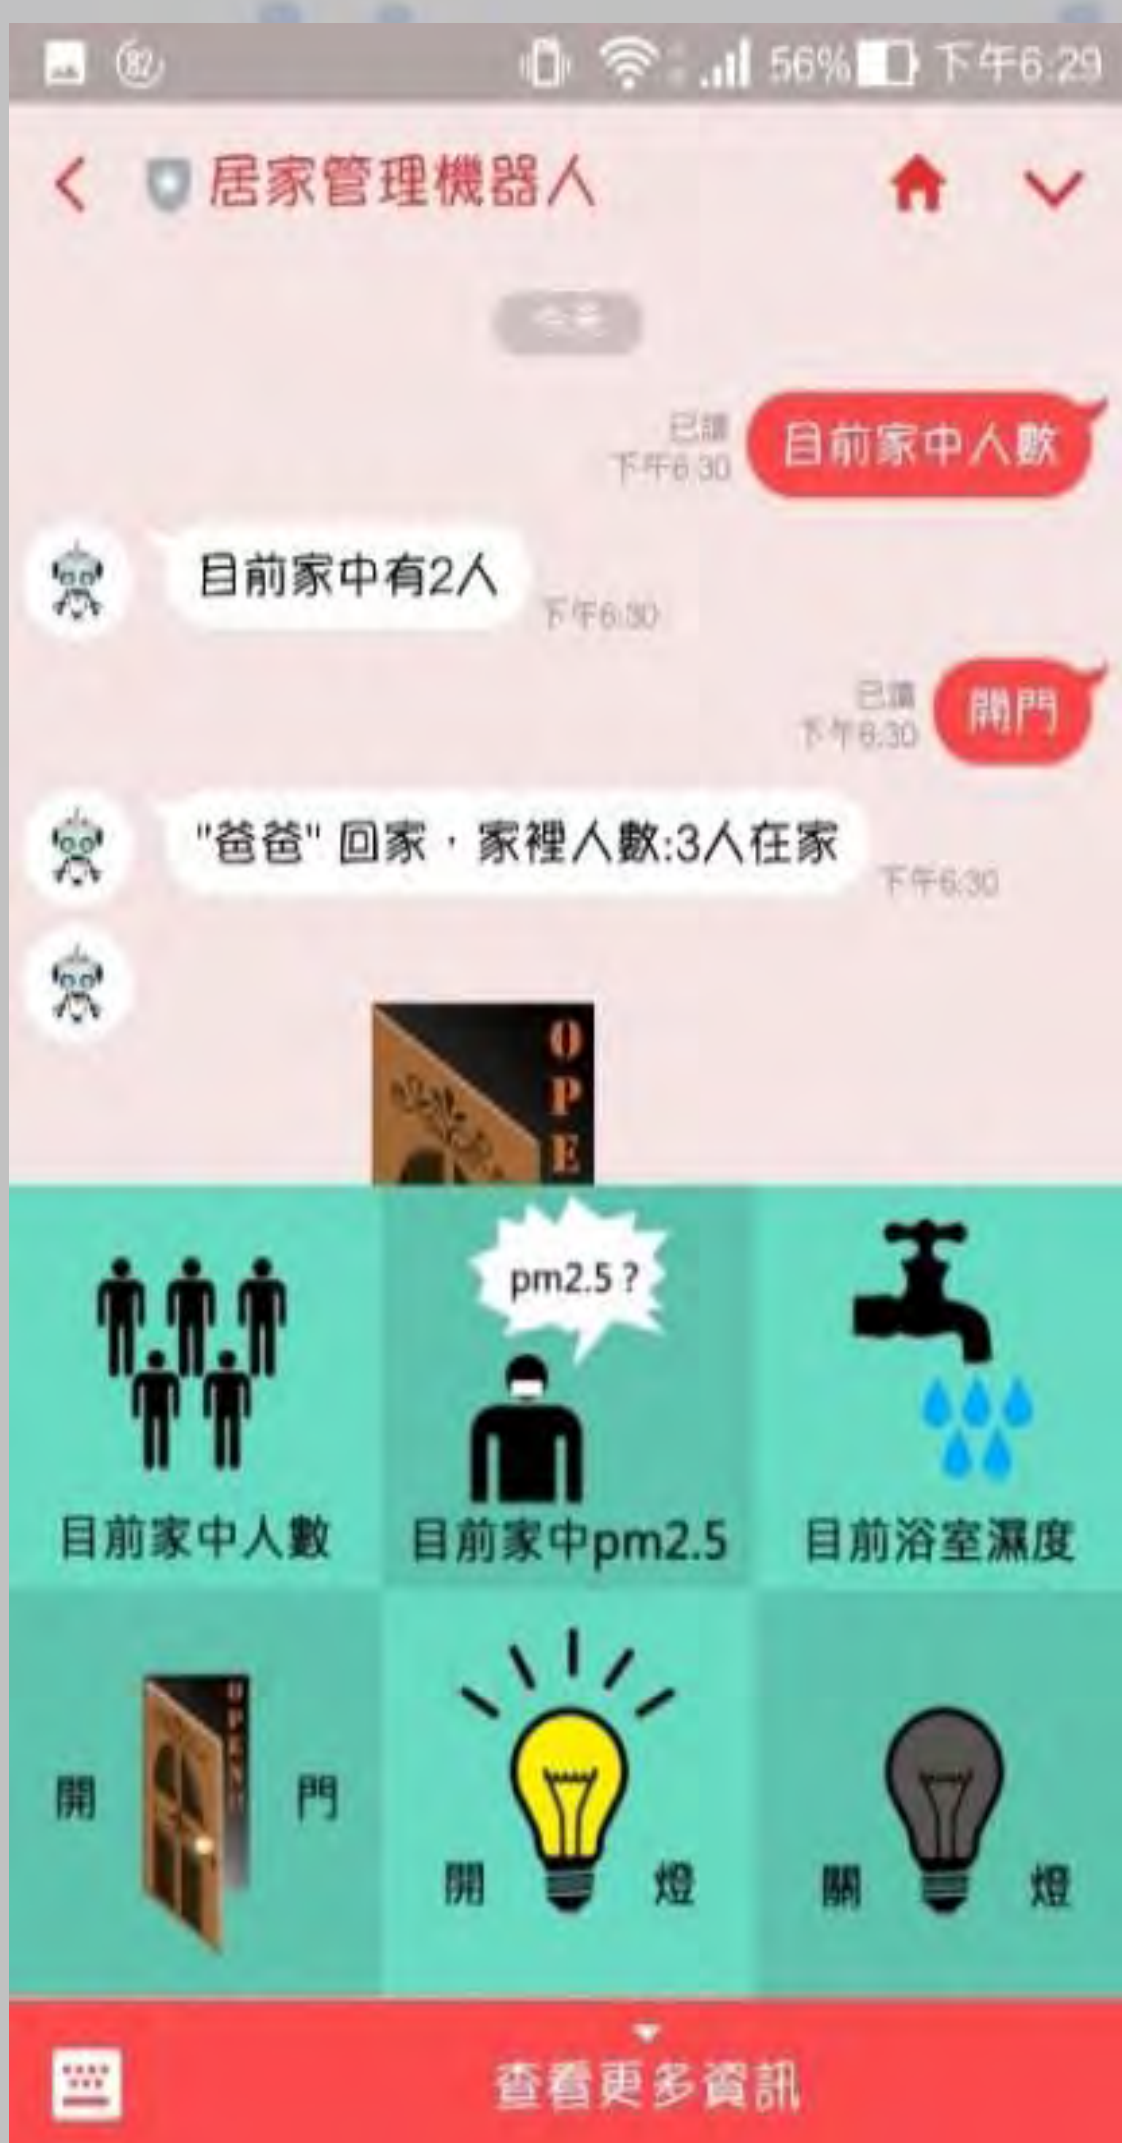 82
56% 下午6:29
居家管理機器人
今天
已讀
下午6:30
目前家中人數
目前家中有2人
下午6:30
已讀
下午6:30
開門
"爸爸" 回家，家裡人數:3人在家
下午6:30
OPE
pm2.5 ?
目前家中人數
目前家中pm2.5
目前浴室濕度
開 門
開 燈
關 燈
查看更多資訊